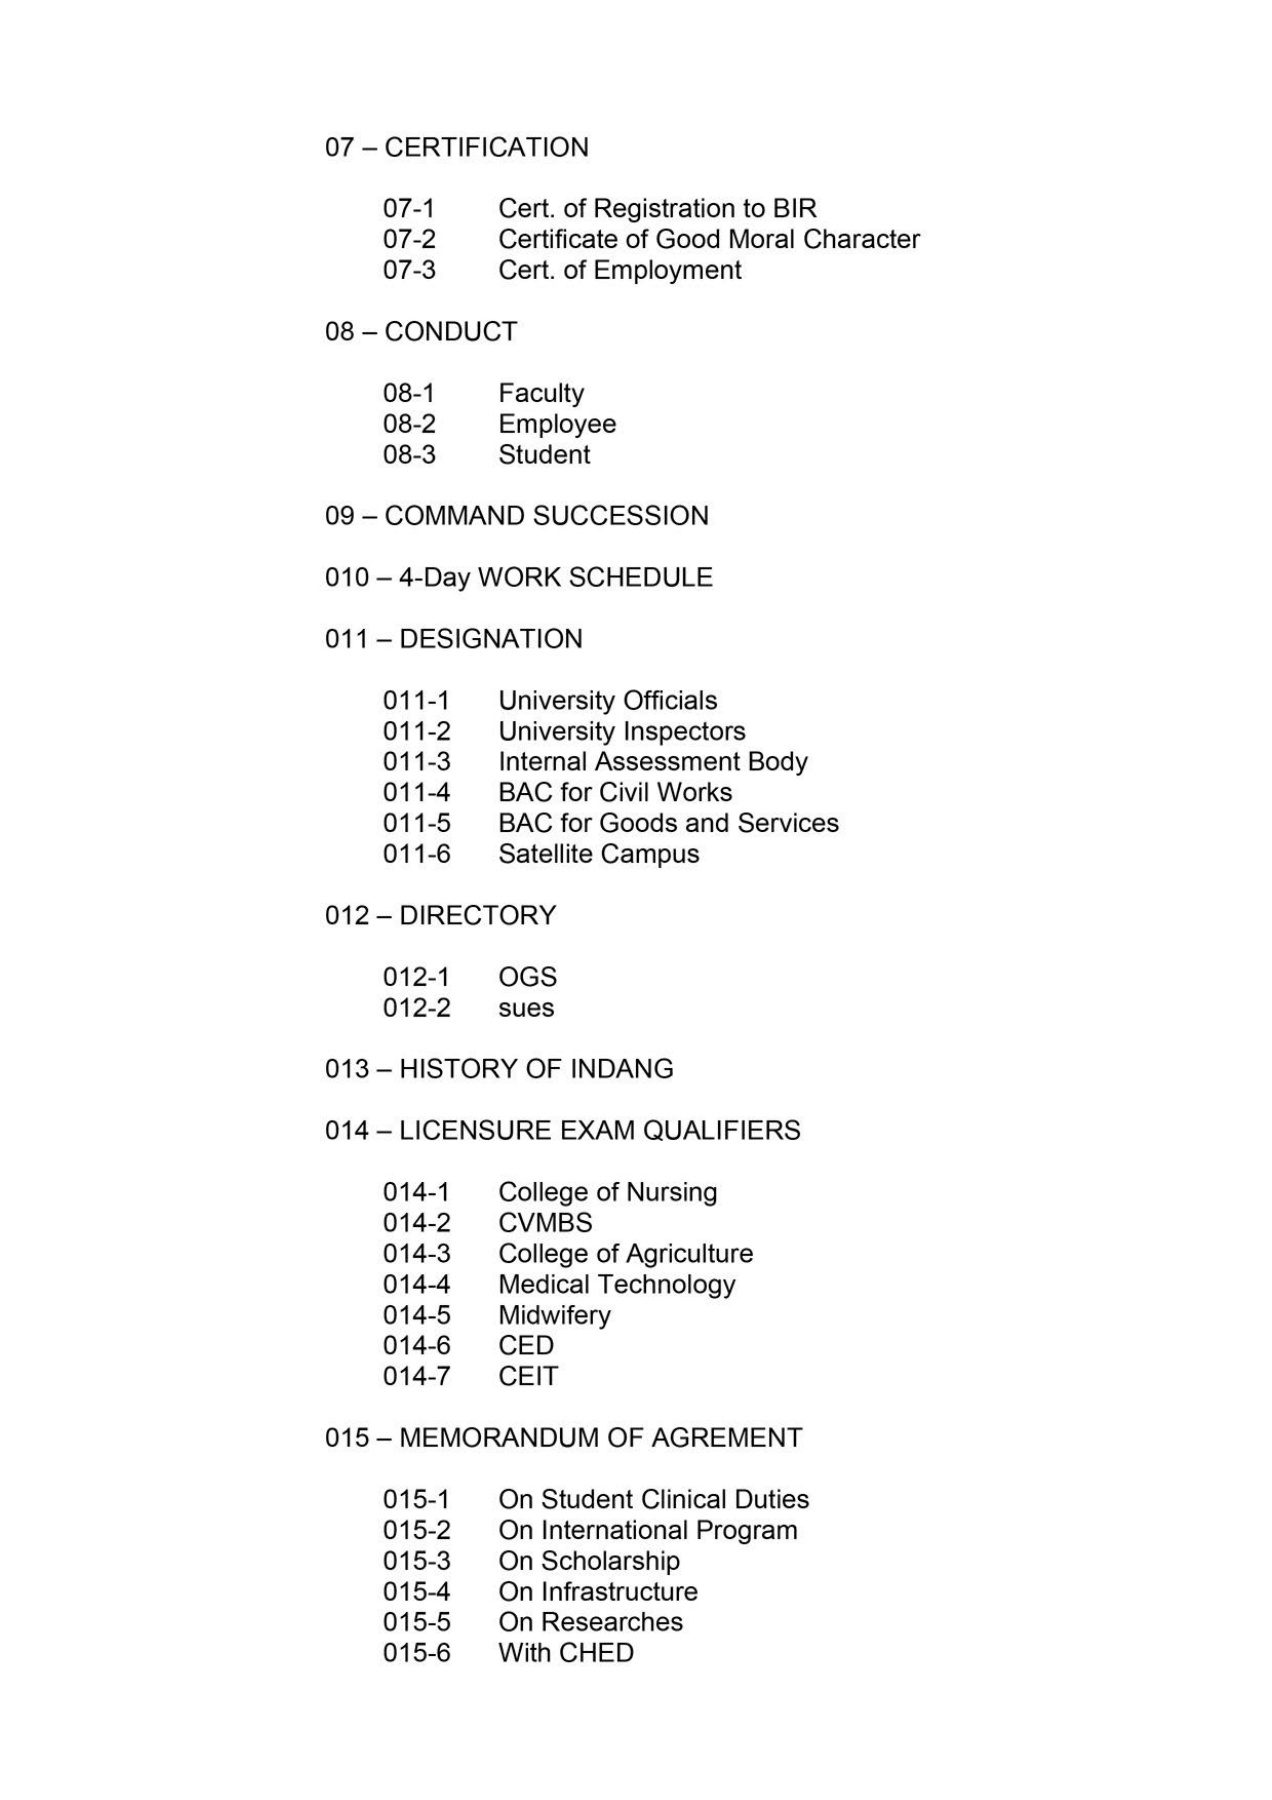 07 – CERTIFICATION
07-1 Cert. of Registration to BIR
07-2 Certificate of Good Moral Character
07-3 Cert. of Employment
08 – CONDUCT
08-1 Faculty
08-2 Employee
08-3 Student
09 – COMMAND SUCCESSION
010 – 4-Day WORK SCHEDULE
011 – DESIGNATION
011-1 University Officials
011-2 University Inspectors
011-3 Internal Assessment Body
011-4 BAC for Civil Works
011-5 BAC for Goods and Services
011-6 Satellite Campus
012 – DIRECTORY
012-1 OGS
012-2 sues
013 – HISTORY OF INDANG
014 – LICENSURE EXAM QUALIFIERS
014-1 College of Nursing
014-2 CVMBS
014-3 College of Agriculture
014-4 Medical Technology
014-5 Midwifery
014-6 CED
014-7 CEIT
015 – MEMORANDUM OF AGREMENT
015-1 On Student Clinical Duties
015-2 On International Program
015-3 On Scholarship
015-4 On Infrastructure
015-5 On Researches
015-6 With CHED